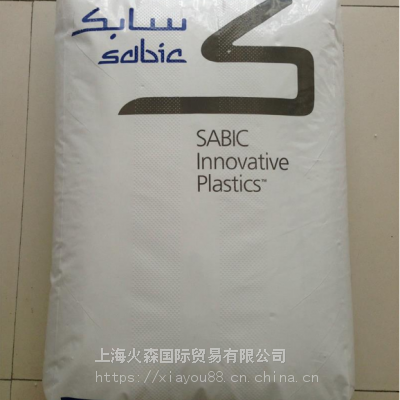 سابك
sabic
SABIC
Innovative
Plastics™
上海火森国际贸易有限公司
https://xiayou88.cn.china.cn